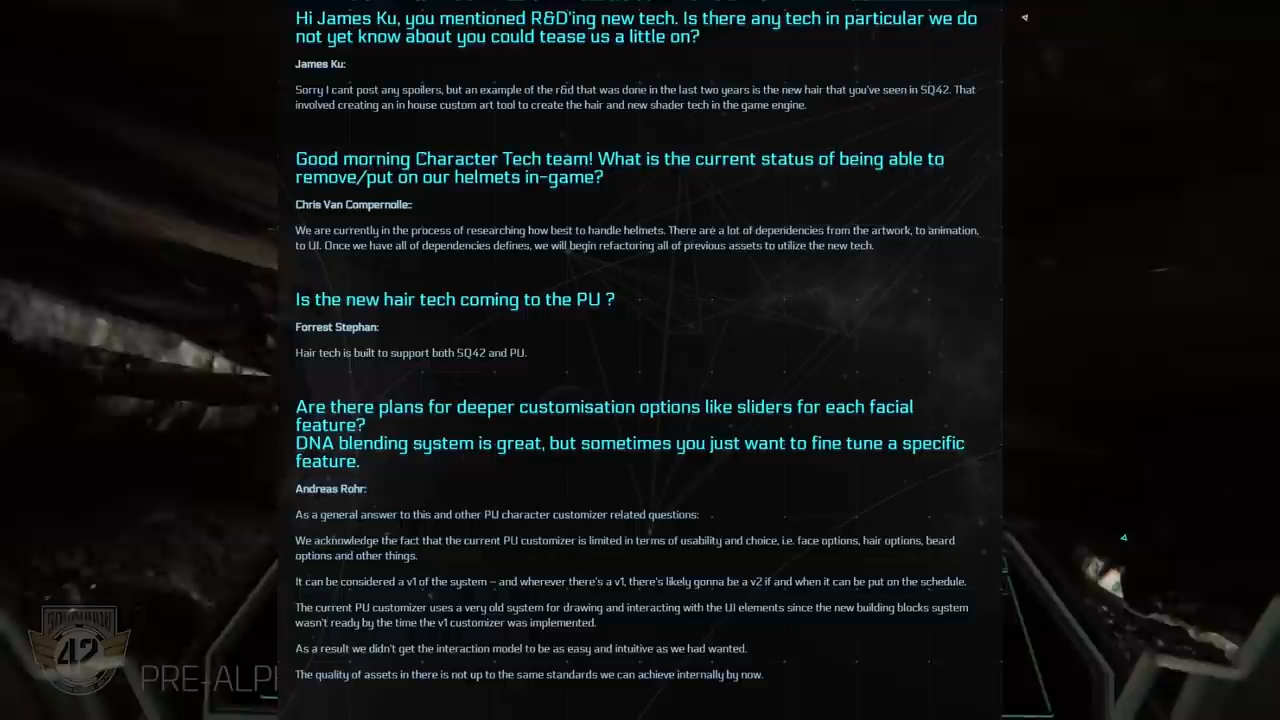 Hi James Ku, you mentioned R&D'ing new tech. Is there any tech in particular we do
not yet know about you could tease us a little on?
James Ku:
Sorry I cant post any spoilers, but an example of the r&d that was done in the last two years is the new hair that you've seen in SQ42. That
involved creating an in house custom art tool to create the hair and new shader tech in the game engine.
Good morning Character Tech team! What is the current status of being able to
remove/put on our helmets in-game?
Chris Van Compernolle::
We are currently in the process of researching how best to handle helmets. There are a lot of dependencies from the artwork, to animation,
to UI. Once we have all of dependencies defines, we will begin refactoring all of previous assets to utilize the new tech.
Is the new hair tech coming to the PU ?
Forrest Stephan:
Hair tech is built to support both SQ42 and PU.
Are there plans for deeper customisation options like sliders for each facial
feature?
DNA blending system is great, but sometimes you just want to fine tune a specific
feature.
Andreas Rohr:
As a general answer to this and other PU character customizer related questions:
We acknowledge the fact that the current PU customizer is limited in terms of usability and choice, i.e. face options, hair options, beard
options and other things.
It can be considered a v1 of the system – and wherever there's a v1, there's likely gonna be a v2 if and when it can be put on the schedule.
The current PU customizer uses a very old system for drawing and interacting with the UI elements since the new building blocks system
wasn't ready by the time the v1 customizer was implemented.
As a result we didn't get the interaction model to be as easy and intuitive as we had wanted.
The quality of assets in there is not up to the same standards we can achieve internally by now.
SQUADRON
42
PRE-ALP